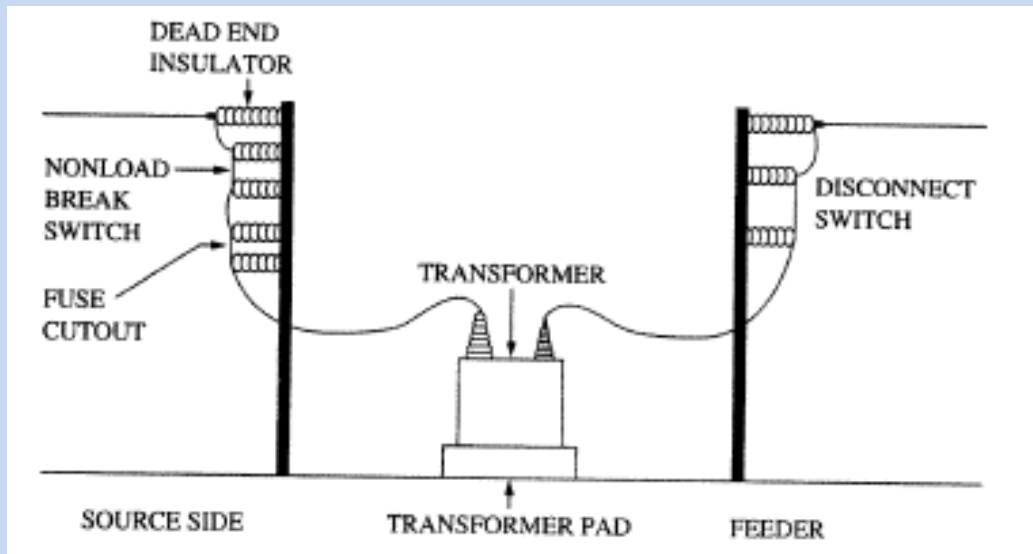 DEAD END
INSULATOR
NONLOAD
BREAK
SWITCH
FUSE
CUTOUT
TRANSFORMER
DISCONNECT
SWITCH
SOURCE SIDE
TRANSFORMER PAD
FEEDER